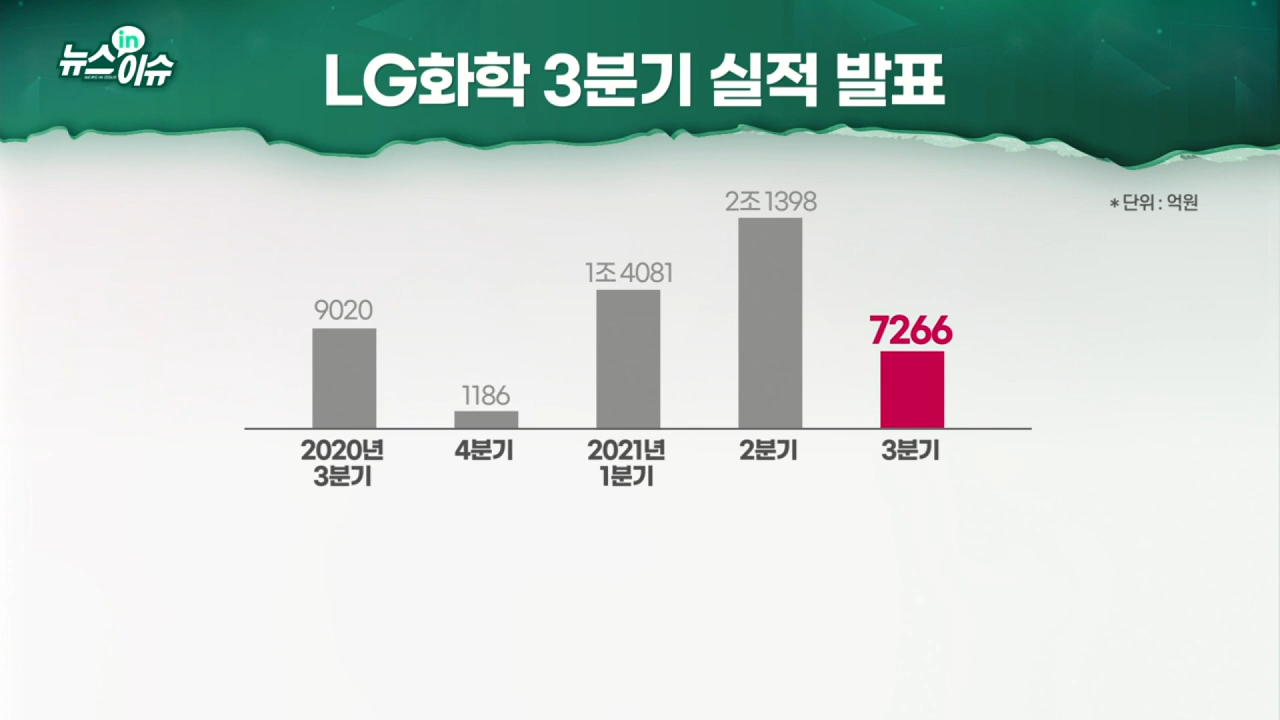 뉴스in이슈
LG화학 3분기 실적 발표
* 단위 : 억원
9020
1186
1조 4081
2조 1398
7266
2020년
3분기
4분기
2021년
1분기
2분기
3분기